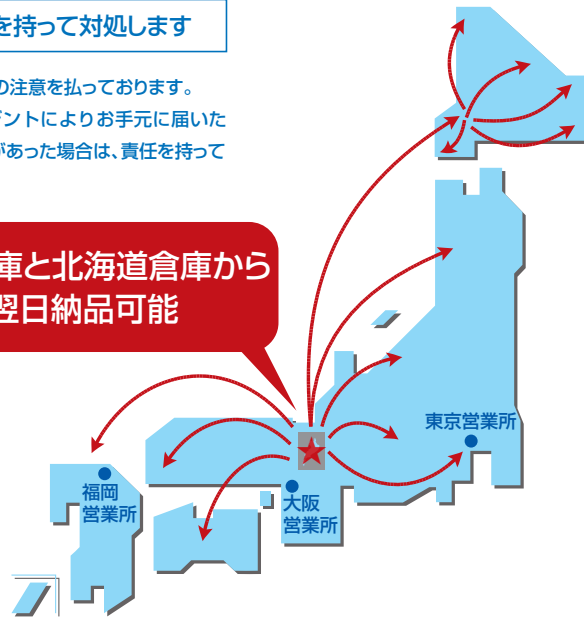 を持って対処します
の注意を払っております。
デントによりお手元に届いた
があった場合は、責任を持って
庫と北海道倉庫から
翌日納品可能
東京営業所
福岡
営業所
大阪
営業所